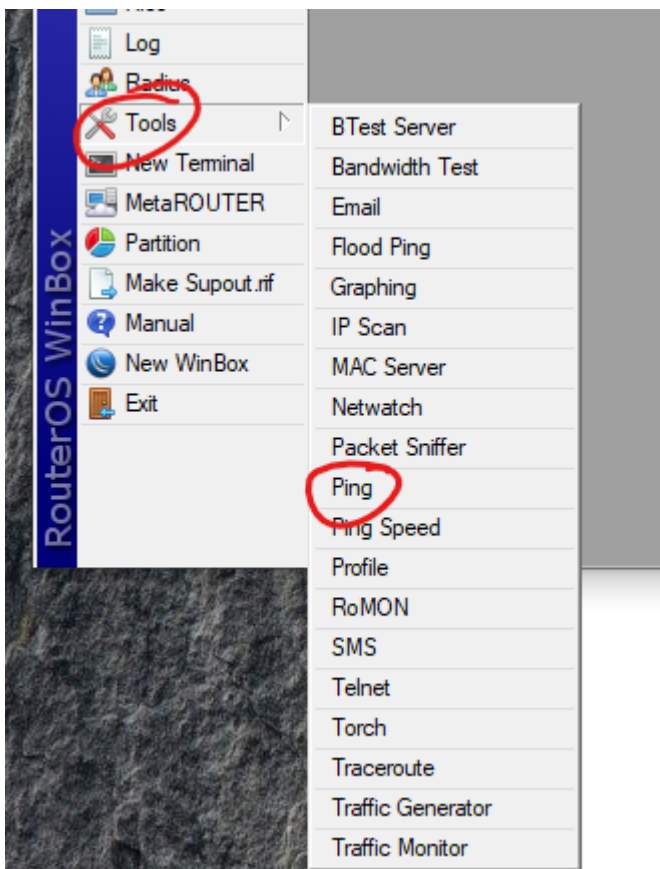 Log
Radius
Tools
New Terminal
MetaROUTER
Partition
Make Supout.rif
Manual
New WinBox
Exit
RouterOS WinBox
BTest Server
Bandwidth Test
Email
Flood Ping
Graphing
IP Scan
MAC Server
Netwatch
Packet Sniffer
Ping
Ping Speed
Profile
RoMON
SMS
Telnet
Torch
Traceroute
Traffic Generator
Traffic Monitor